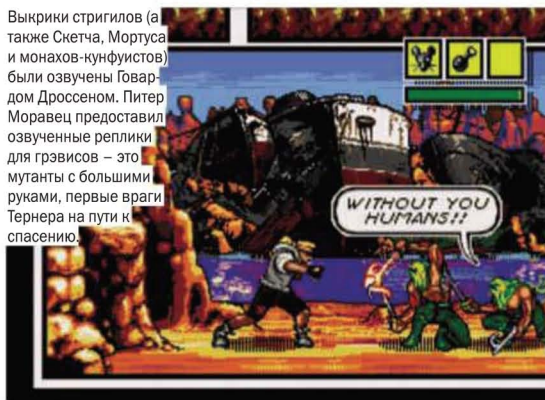 Выкрики стригилов (а
также Скетча, Мортуса
и монахов-кунфуистов)
были озвучены Говар-
дом Дроссеном. Питер
Моравец предоставил
озвученные реплики
для грэвисов – это
мутанты с большими
руками, первые враги
Тернера на пути к
спасению.
WITHOUT YOU
HUMANS!!